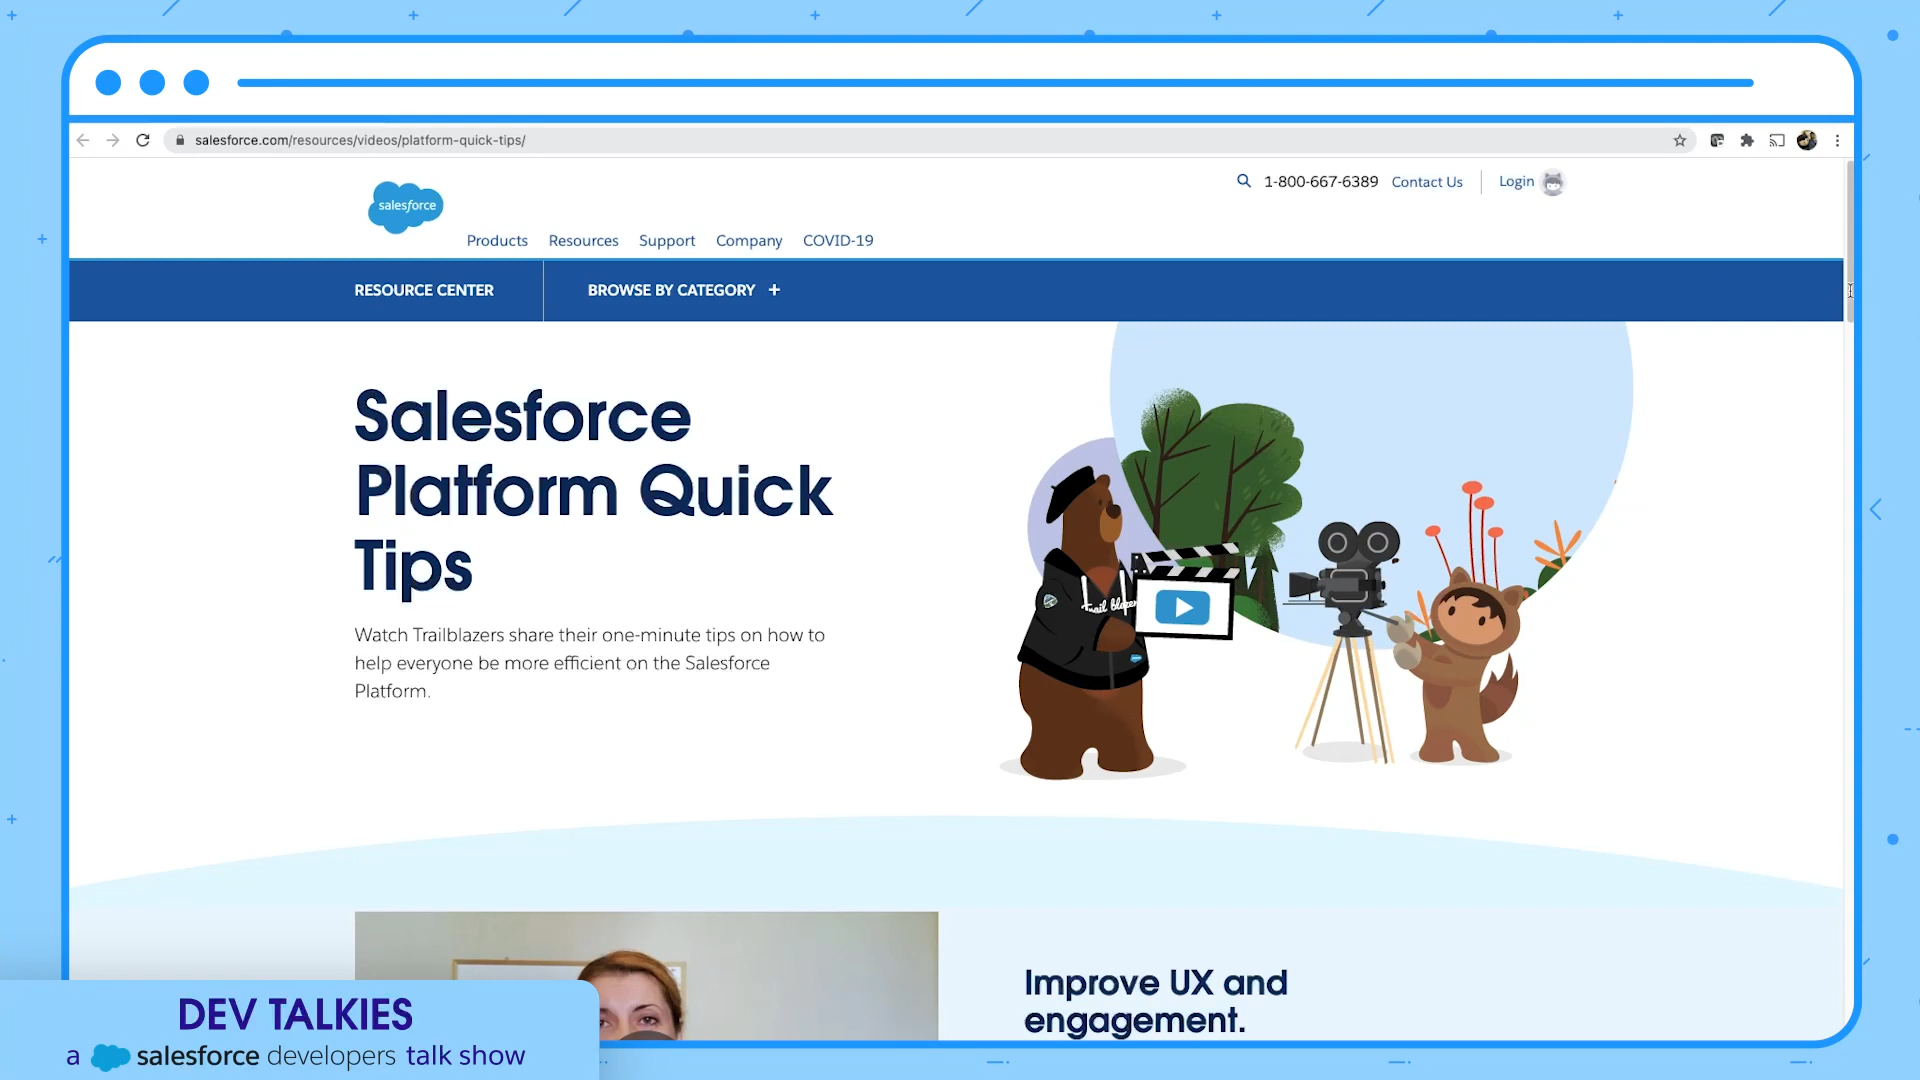 salesforce.com/resources/videos/platform-quick-tips/
salesforce
1-800-667-6389 Contact Us Login
Products Resources Support Company COVID-19
RESOURCE CENTER BROWSE BY CATEGORY +
Salesforce
Platform Quick
Tips
Watch Trailblazers share their one-minute tips on how to
help everyone be more efficient on the Salesforce
Platform.
Trail blazer
Improve UX and
engagement.
DEV TALKIES
a salesforce developers talk show